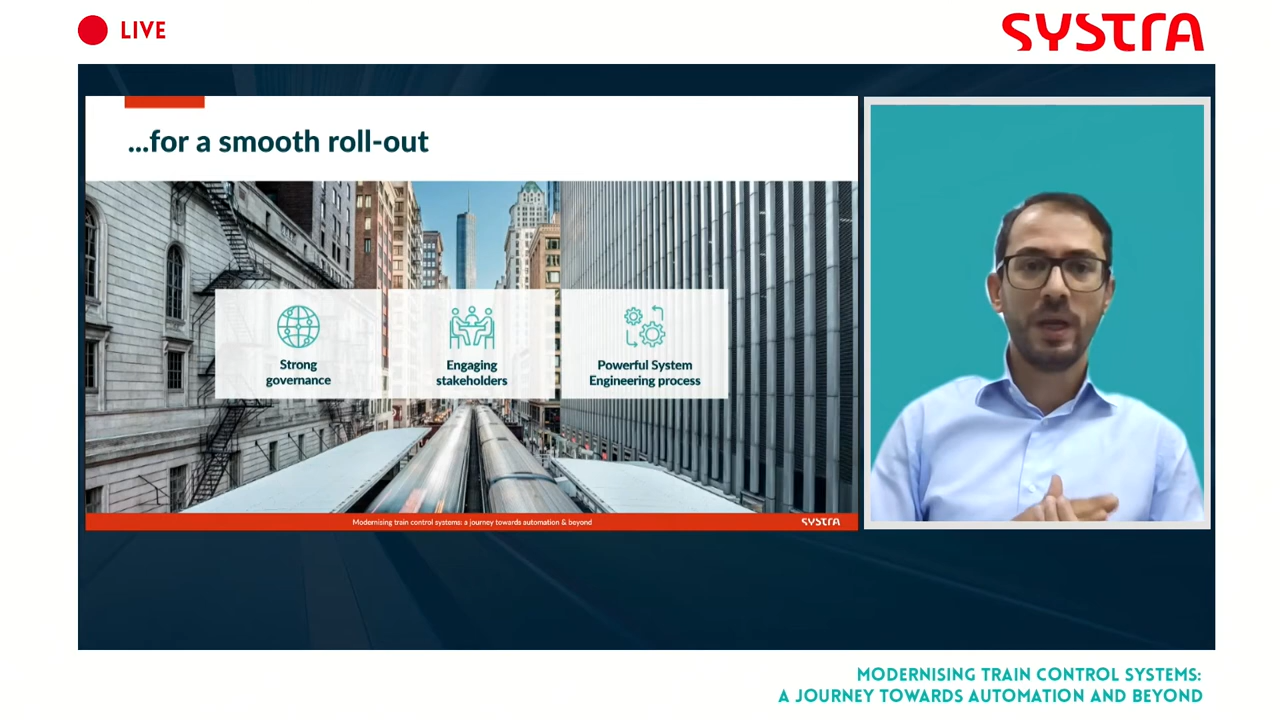 LIVE
SYSTRA
...for a smooth roll-out
Strong
governance
Engaging
stakeholders
Powerful System
Engineering process
Modernising train control systems: a journey towards automation & beyond
SYSTRA
MODERNISING TRAIN CONTROL SYSTEMS:
A JOURNEY TOWARDS AUTOMATION AND BEYOND